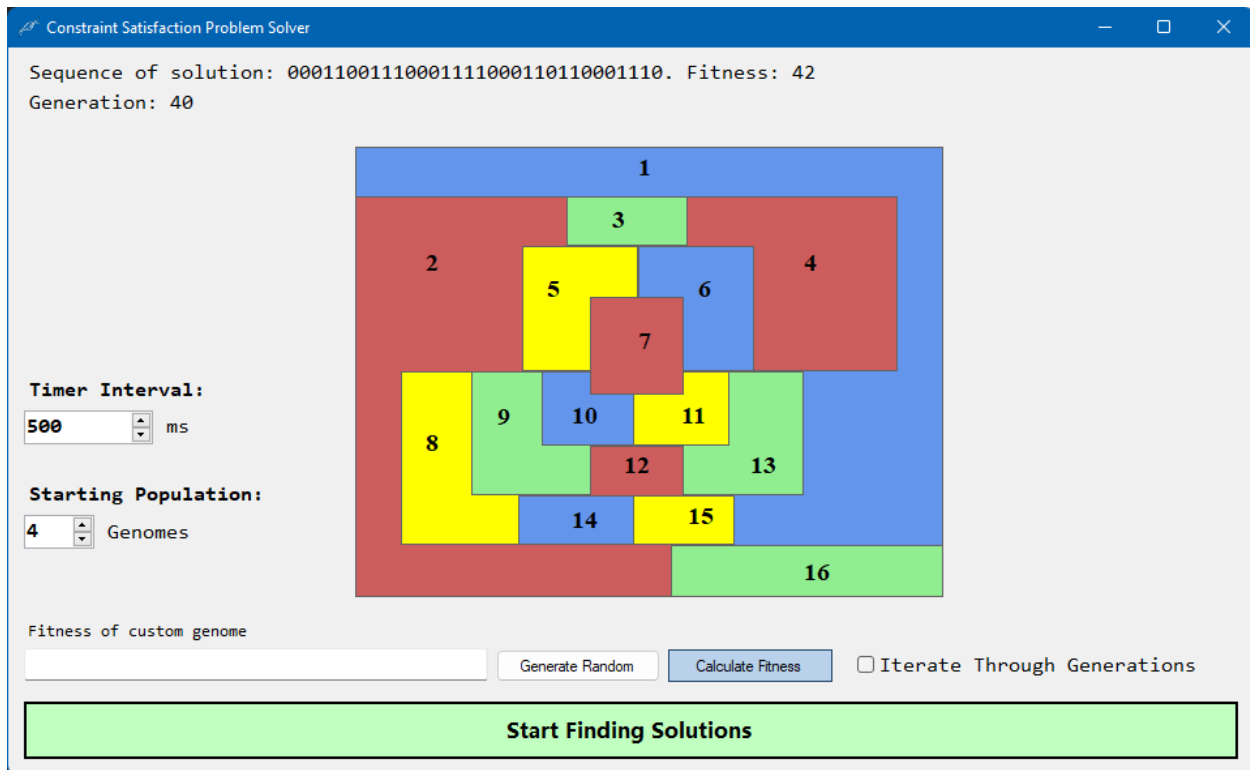 Constraint Satisfaction Problem Solver
Sequence of solution: 00011001110001111000110110001110. Fitness: 42
Generation: 40
1
3
2
4
5
6
7
Timer Interval:
500 ms
9
10
11
8
12
13
Starting Population:
4 Genomes
14
15
16
Fitness of custom genome
Generate Random
Calculate Fitness
Iterate Through Generations
Start Finding Solutions